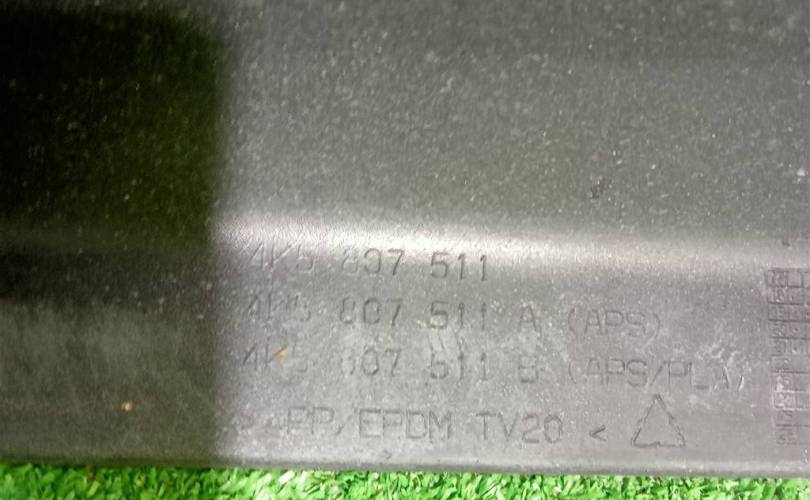 4K5 807 511
4K5 807 511 A (APS)
4K5 807 511 B (APS/PLA)
> PP/EPDM TV20 <